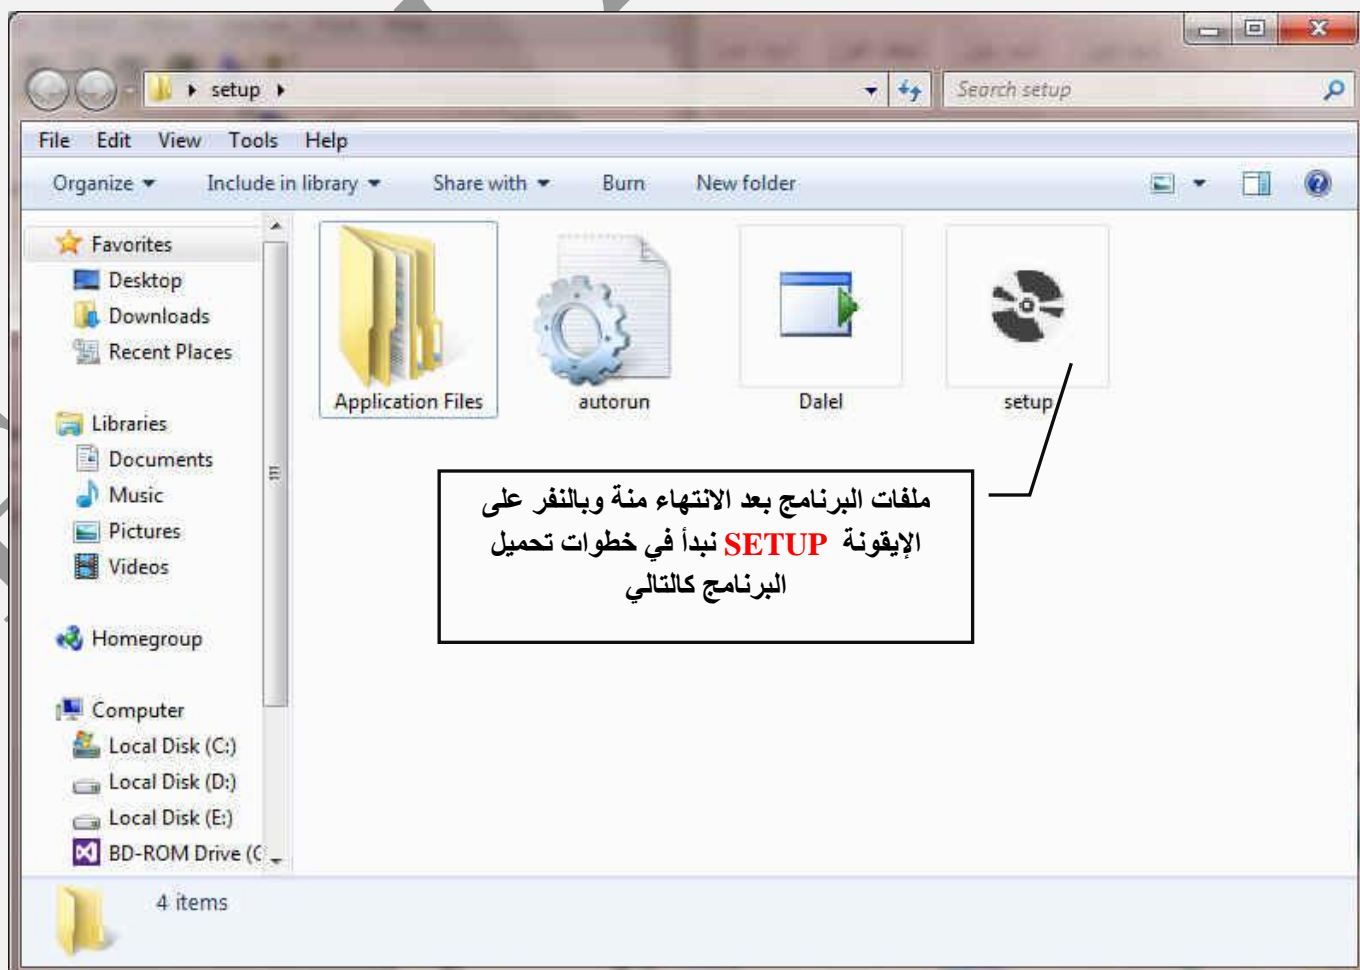 setup
Search setup
File Edit View Tools Help
Organize Include in library Share with Burn New folder
Favorites
Desktop
Downloads
Recent Places
Libraries
Documents
Music
Pictures
Videos
Homegroup
Computer
Local Disk (C:)
Local Disk (D:)
Local Disk (E:)
BD-ROM Drive (
Application Files
autorun
Dalel
setup
ملفات البرنامج بعد الانتهاء منة وبالنفر على
الإيقونة SETUP نبدأ في خطوات تحميل
البرنامج كالتالي
4 items